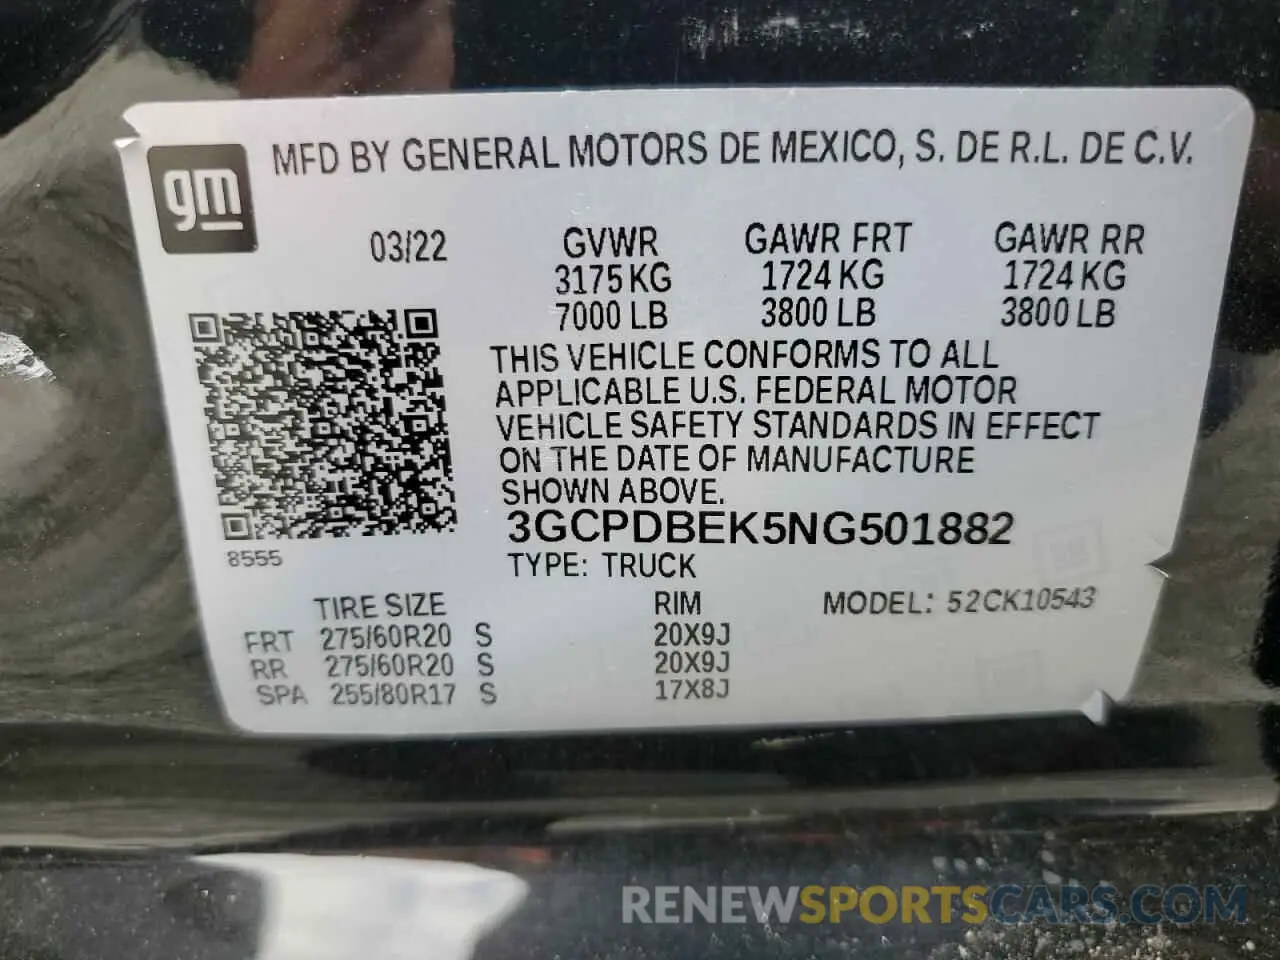 MFD BY GENERAL MOTORS DE MEXICO, S. DE R.L. DE C.V.
gm
03/22
GVWR GAWR FRT GAWR RR
3175 KG 1724 KG 1724 KG
7000 LB 3800 LB 3800 LB
THIS VEHICLE CONFORMS TO ALL
APPLICABLE U.S. FEDERAL MOTOR
VEHICLE SAFETY STANDARDS IN EFFECT
ON THE DATE OF MANUFACTURE
SHOWN ABOVE.
3GCPDBEK5NG501882
8555
TYPE: TRUCK
TIRE SIZE RIM MODEL: 52CK10543
FRT 275/60R20 S 20X9J
RR 275/60R20 S 20X9J
SPA 255/80R17 S 17X8J
RENEWSPORTSCARS.COM